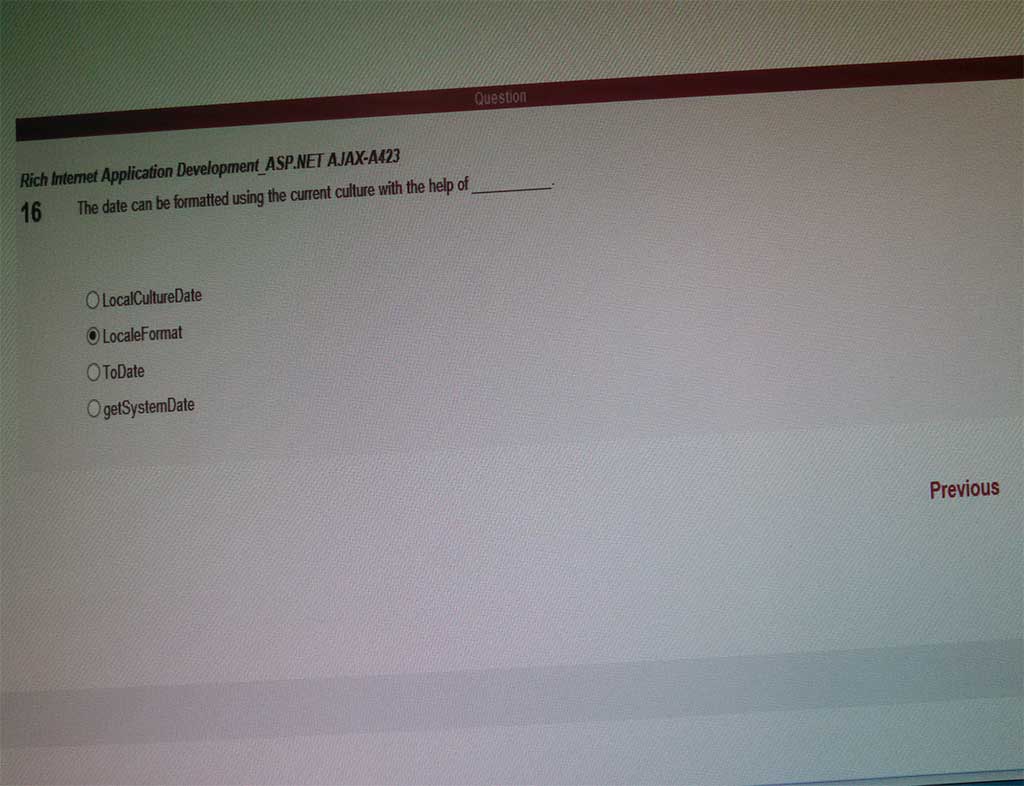 Question
Rich Internet Application Development_ASP.NET AJAX-A423
16 The date can be formatted using the current culture with the help of __________.
LocalCultureDate
LocaleFormat
ToDate
getSystemDate
Previous